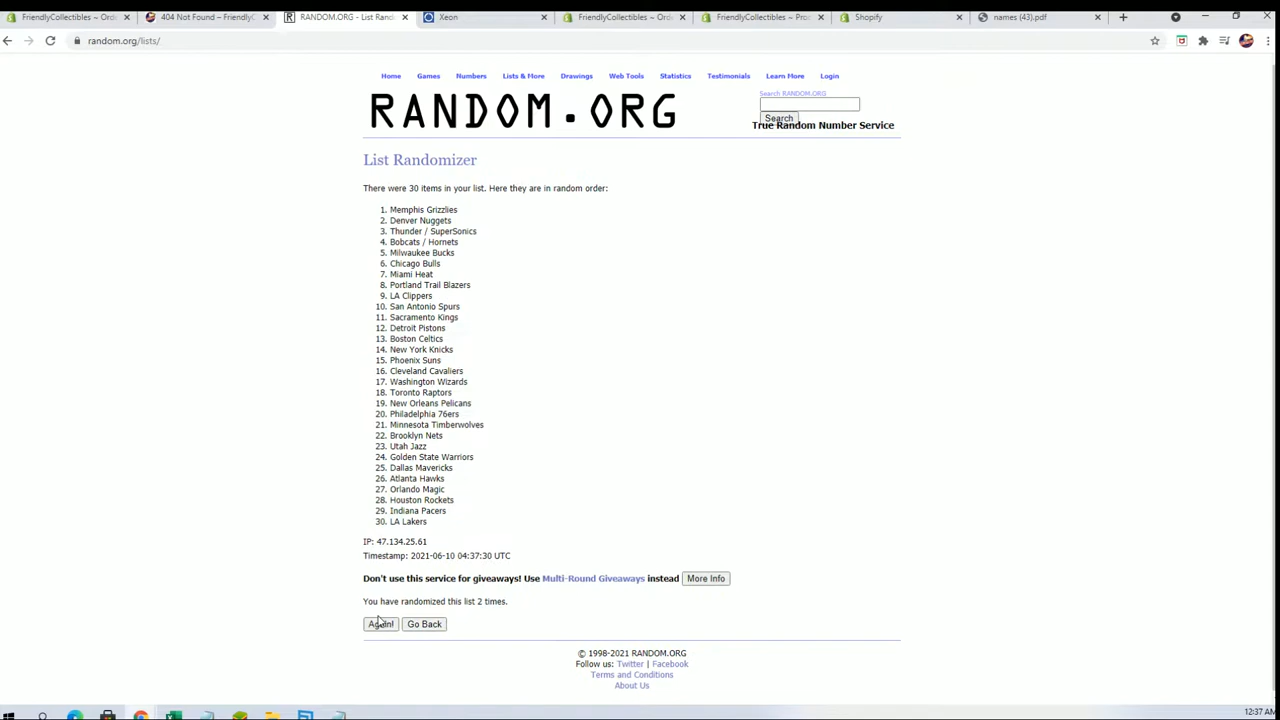 FriendlyCollectibles ~ Ord
404 Not Found – FriendlyC
RANDOM.ORG - List Rand
Xeon
FriendlyCollectibles ~ Ord
FriendlyCollectibles ~ Pro
Shopify
names (43).pdf
random.org/lists/
Home Games Numbers Lists & More Drawings Web Tools Statistics Testimonials Learn More Login
Search RANDOM.ORG
RANDOM.ORG
Search
True Random Number Service
List Randomizer
There were 30 items in your list. Here they are in random order:
1. Memphis Grizzlies
2. Denver Nuggets
3. Thunder / SuperSonics
4. Bobcats / Hornets
5. Milwaukee Bucks
6. Chicago Bulls
7. Miami Heat
8. Portland Trail Blazers
9. LA Clippers
10. San Antonio Spurs
11. Sacramento Kings
12. Detroit Pistons
13. Boston Celtics
14. New York Knicks
15. Phoenix Suns
16. Cleveland Cavaliers
17. Washington Wizards
18. Toronto Raptors
19. New Orleans Pelicans
20. Philadelphia 76ers
21. Minnesota Timberwolves
22. Brooklyn Nets
23. Utah Jazz
24. Golden State Warriors
25. Dallas Mavericks
26. Atlanta Hawks
27. Orlando Magic
28. Houston Rockets
29. Indiana Pacers
30. LA Lakers
IP: 47.134.25.61
Timestamp: 2021-06-10 04:37:30 UTC
Don't use this service for giveaways! Use Multi-Round Giveaways instead More Info
You have randomized this list 2 times.
Again! Go Back
© 1998-2021 RANDOM.ORG
Follow us: Twitter | Facebook
Terms and Conditions
About Us
12:37 AM